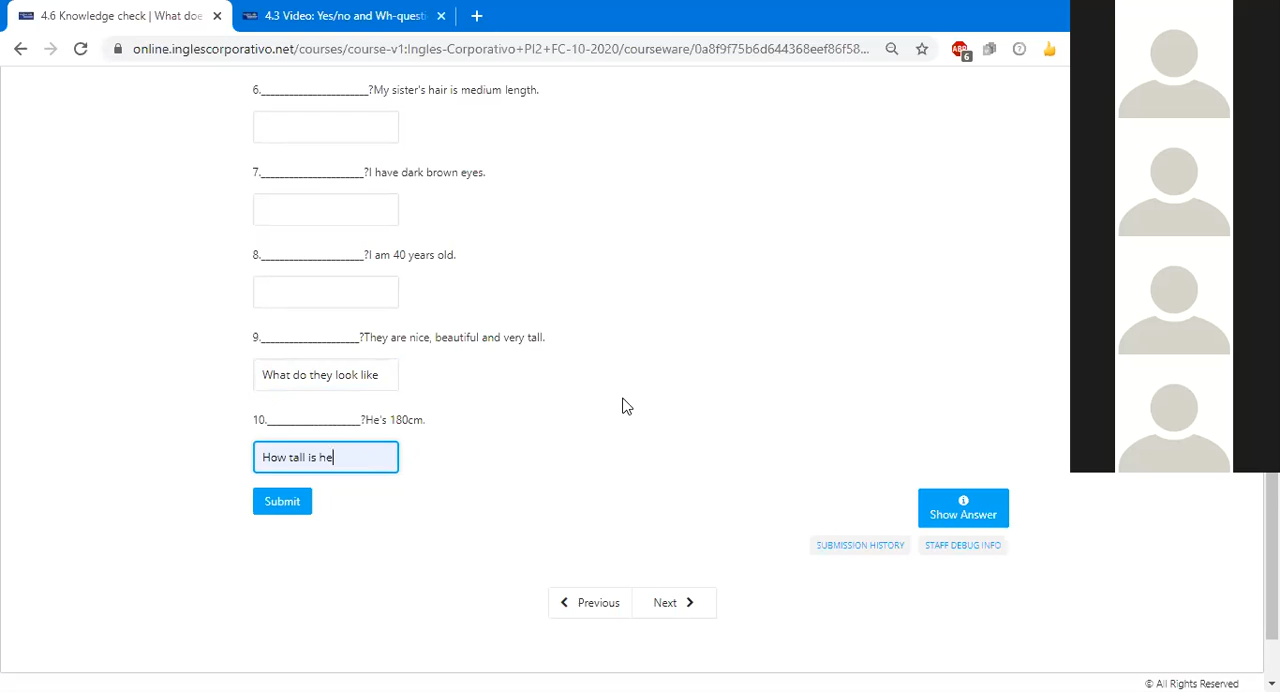 4.6 Knowledge check | What doe
4.3 Video: Yes/no and Wh-questi
online.inglescorporativo.net/courses/course-v1:Ingles-Corporativo+PI2+FC-10-2020/courseware/0a8f9f75b6d644368eef86f58...
ABP
6
6.____________________?My sister's hair is medium length.
7.___________________?I have dark brown eyes.
8.___________________?I am 40 years old.
9.__________________?They are nice, beautiful and very tall.
What do they look like
10._________________?He's 180cm.
How tall is he
Submit
Show Answer
SUBMISSION HISTORY
STAFF DEBUG INFO
Previous
Next
© All Rights Reserved